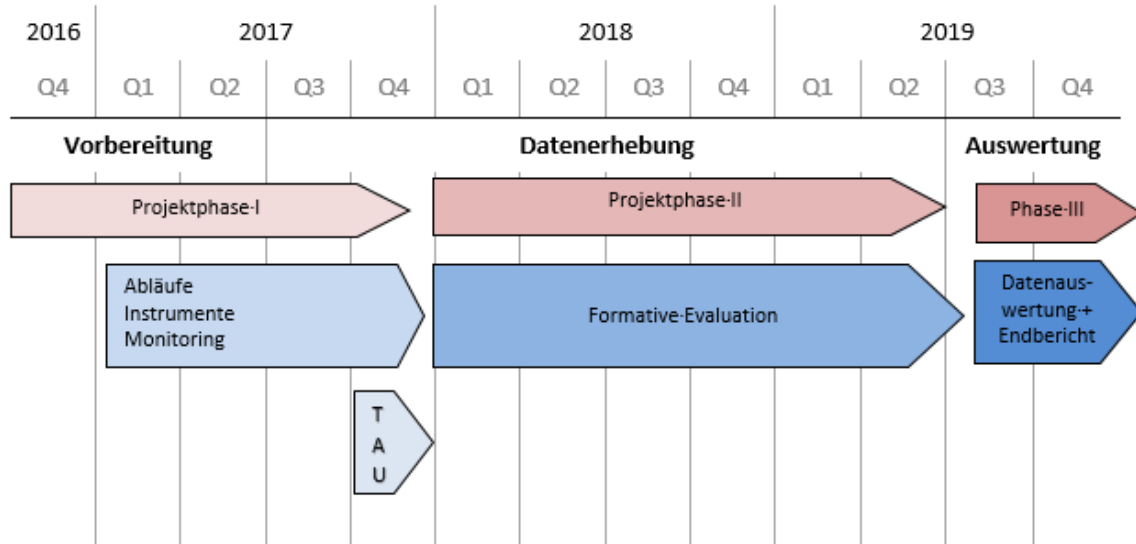 2016 2017 2018 2019
Q4 Q1 Q2 Q3 Q4 Q1 Q2 Q3 Q4 Q1 Q2 Q3 Q4
Vorbereitung Datenerhebung Auswertung
Projektphase·I Projektphase·II Phase·III
Abläufe
Instrumente
Monitoring
Formative·Evaluation
Datenaus-
wertung·+
Endbericht
T
A
U